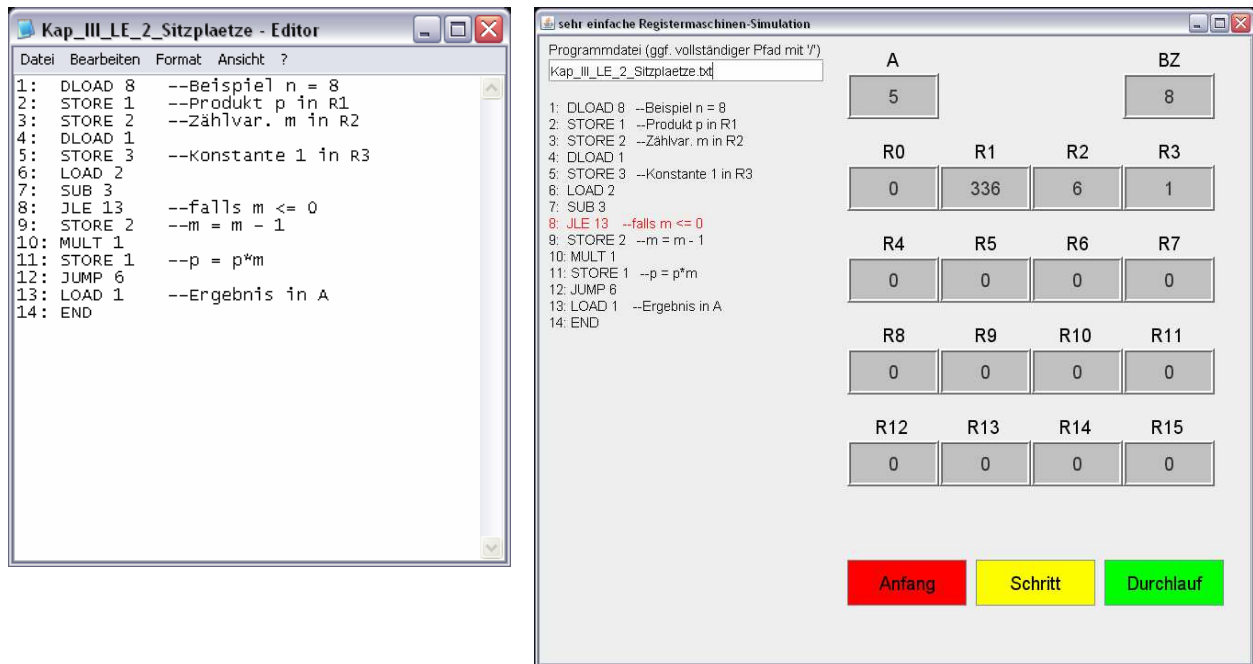 Kap_III_LE_2_Sitzplaetze - Editor
Datei Bearbeiten Format Ansicht ?
1: DLOAD 8 --Beispiel n = 8
2: STORE 1 --Produkt p in R1
3: STORE 2 --Zählvar. m in R2
4: DLOAD 1
5: STORE 3 --Konstante 1 in R3
6: LOAD 2
7: SUB 3
8: JLE 13 --falls m <= 0
9: STORE 2 --m = m - 1
10: MULT 1
11: STORE 1 --p = p*m
12: JUMP 6
13: LOAD 1 --Ergebnis in A
14: END
sehr einfache Registermaschinen-Simulation
Programmdatei (ggf. vollständiger Pfad mit '/')
Kap_III_LE_2_Sitzplaetze.txt
1: DLOAD 8 --Beispiel n = 8
2: STORE 1 --Produkt p in R1
3: STORE 2 --Zählvar. m in R2
4: DLOAD 1
5: STORE 3 --Konstante 1 in R3
6: LOAD 2
7: SUB 3
8: JLE 13 --falls m <= 0
9: STORE 2 --m = m - 1
10: MULT 1
11: STORE 1 --p = p*m
12: JUMP 6
13: LOAD 1 --Ergebnis in A
14: END
A BZ
5 8
R0 R1 R2 R3
0 336 6 1
R4 R5 R6 R7
0 0 0 0
R8 R9 R10 R11
0 0 0 0
R12 R13 R14 R15
0 0 0 0
Anfang Schritt Durchlauf